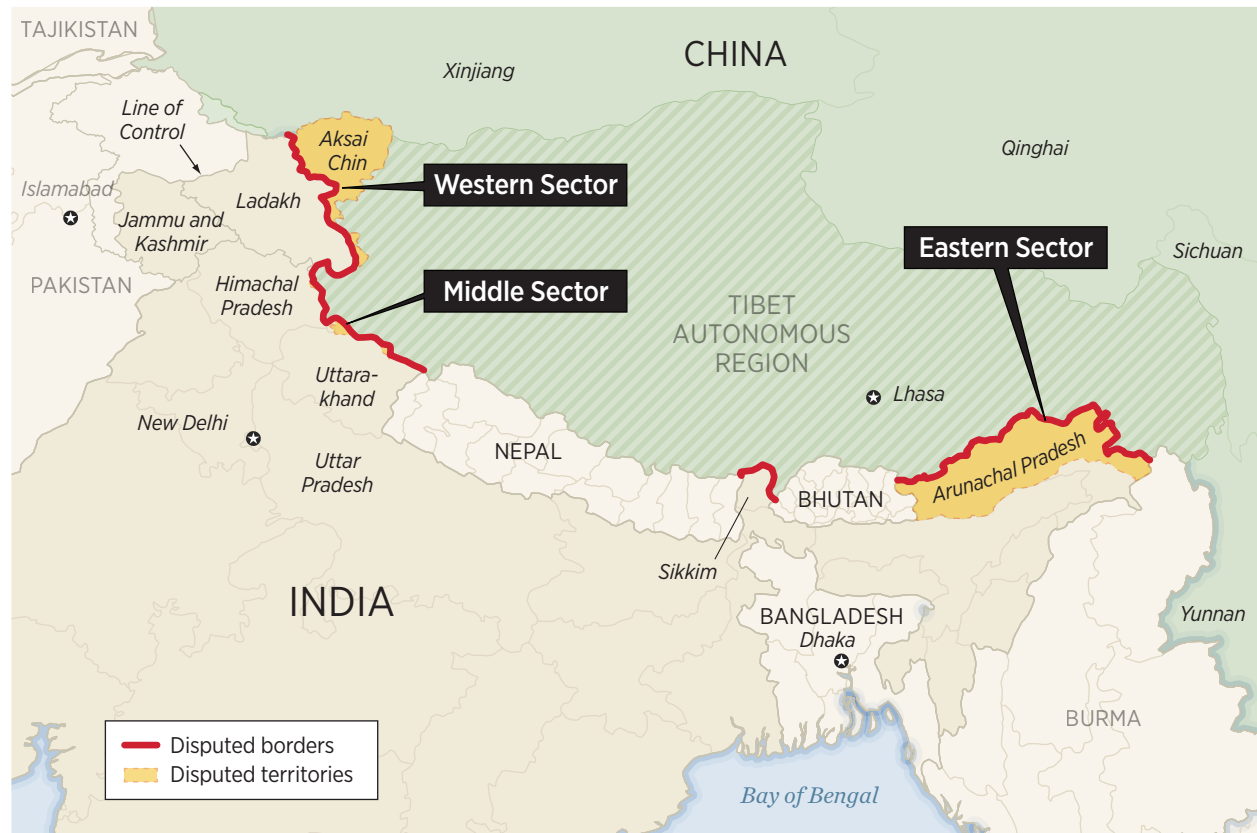 TAJIKISTAN
CHINA
Xinjiang
Line of
Control
Aksai
Chin
Qinghai
Western Sector
Islamabad
Ladakh
Jammu and
Kashmir
Eastern Sector
Sichuan
PAKISTAN
Himachal
Pradesh
Middle Sector
TIBET
AUTONOMOUS
REGION
Uttara-
khand
Lhasa
New Delhi
NEPAL
Uttar
Pradesh
Arunachal Pradesh
BHUTAN
Sikkim
INDIA
BANGLADESH
Dhaka
Yunnan
BURMA
Disputed borders
Disputed territories
Bay of Bengal